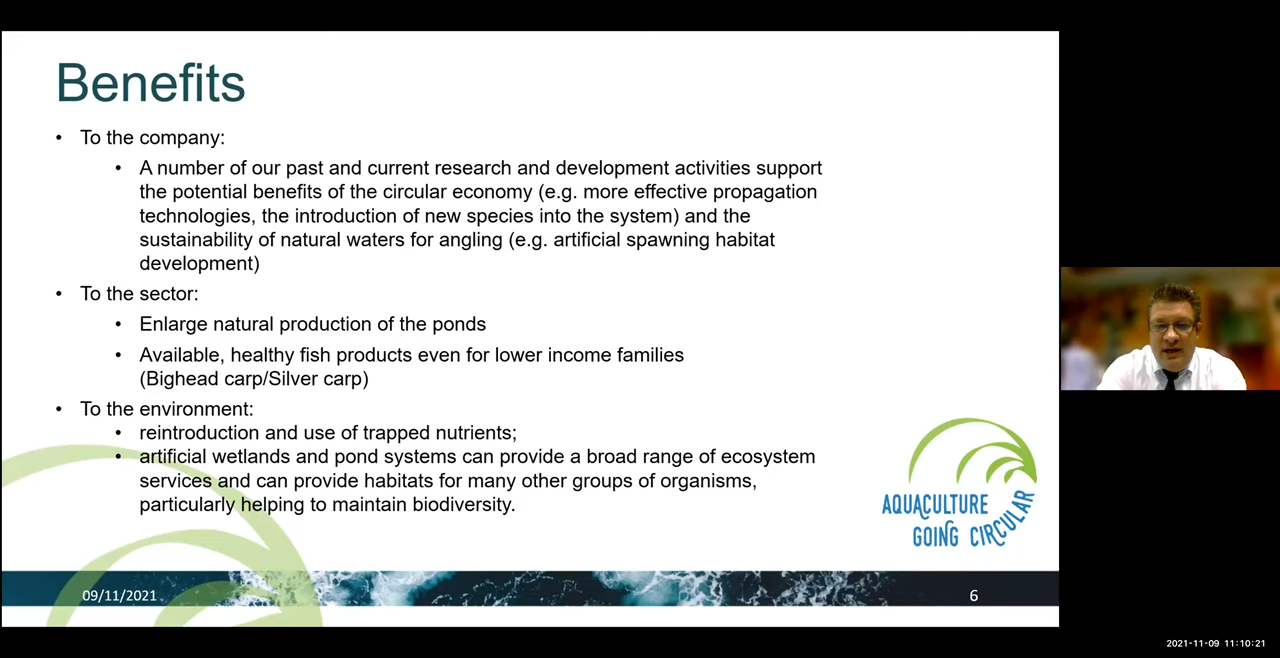 Benefits
• To the company:
• A number of our past and current research and development activities support
the potential benefits of the circular economy (e.g. more effective propagation
technologies, the introduction of new species into the system) and the
sustainability of natural waters for angling (e.g. artificial spawning habitat
development)
• To the sector:
• Enlarge natural production of the ponds
• Available, healthy fish products even for lower income families
(Bighead carp/Silver carp)
• To the environment:
• reintroduction and use of trapped nutrients;
• artificial wetlands and pond systems can provide a broad range of ecosystem
services and can provide habitats for many other groups of organisms,
particularly helping to maintain biodiversity.
AQUACULTURE
GOING CIRCULAR
09/11/2021
6
2021-11-09 11:10:21